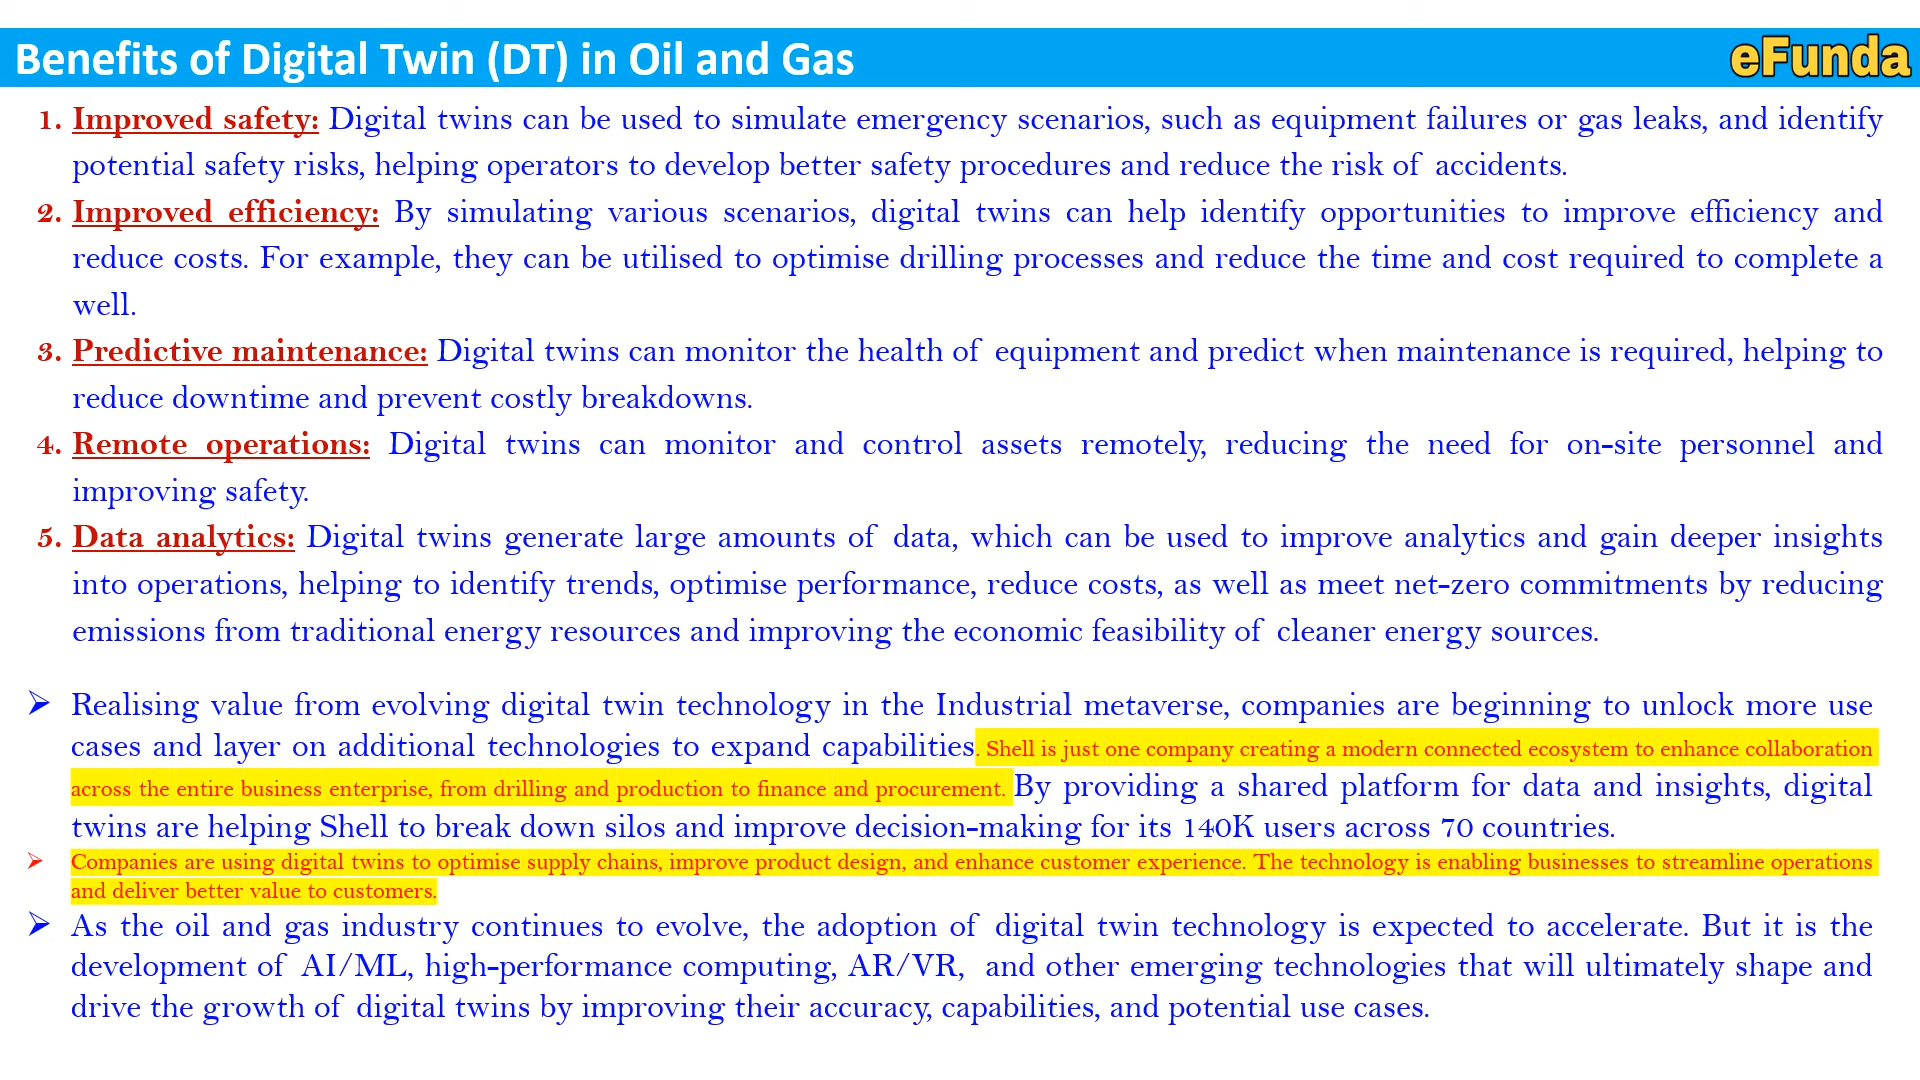 Benefits of Digital Twin (DT) in Oil and Gas
eFunda
1. Improved safety: Digital twins can be used to simulate emergency scenarios, such as equipment failures or gas leaks, and identify
potential safety risks, helping operators to develop better safety procedures and reduce the risk of accidents.
2. Improved efficiency: By simulating various scenarios, digital twins can help identify opportunities to improve efficiency and
reduce costs. For example, they can be utilised to optimise drilling processes and reduce the time and cost required to complete a
well.
3. Predictive maintenance: Digital twins can monitor the health of equipment and predict when maintenance is required, helping to
reduce downtime and prevent costly breakdowns.
4. Remote operations: Digital twins can monitor and control assets remotely, reducing the need for on-site personnel and
improving safety.
5. Data analytics: Digital twins generate large amounts of data, which can be used to improve analytics and gain deeper insights
into operations, helping to identify trends, optimise performance, reduce costs, as well as meet net-zero commitments by reducing
emissions from traditional energy resources and improving the economic feasibility of cleaner energy sources.
➢ Realising value from evolving digital twin technology in the Industrial metaverse, companies are beginning to unlock more use
cases and layer on additional technologies to expand capabilities. Shell is just one company creating a modern connected ecosystem to enhance collaboration
across the entire business enterprise, from drilling and production to finance and procurement. By providing a shared platform for data and insights, digital
twins are helping Shell to break down silos and improve decision-making for its 140K users across 70 countries.
➢ Companies are using digital twins to optimise supply chains, improve product design, and enhance customer experience. The technology is enabling businesses to streamline operations
and deliver better value to customers.
➢ As the oil and gas industry continues to evolve, the adoption of digital twin technology is expected to accelerate. But it is the
development of AI/ML, high-performance computing, AR/VR, and other emerging technologies that will ultimately shape and
drive the growth of digital twins by improving their accuracy, capabilities, and potential use cases.